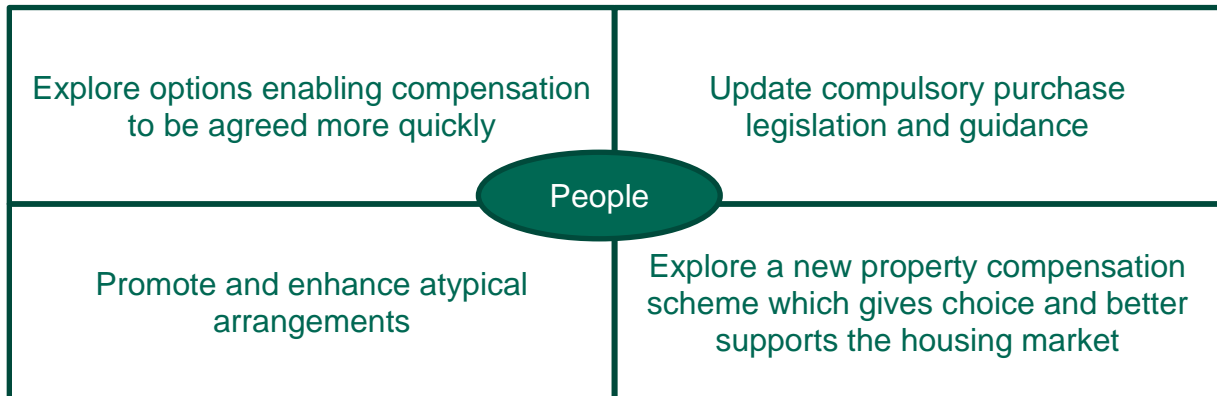 Explore options enabling compensation
to be agreed more quickly
Update compulsory purchase
legislation and guidance
People
Promote and enhance atypical
arrangements
Explore a new property compensation
scheme which gives choice and better
supports the housing market